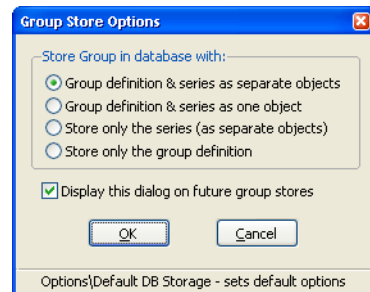 Group Store Options
Store Group in database with:
Group definition & series as separate objects
Group definition & series as one object
Store only the series (as separate objects)
Store only the group definition
Display this dialog on future group stores
OK
Cancel
Options\Default DB Storage - sets default options